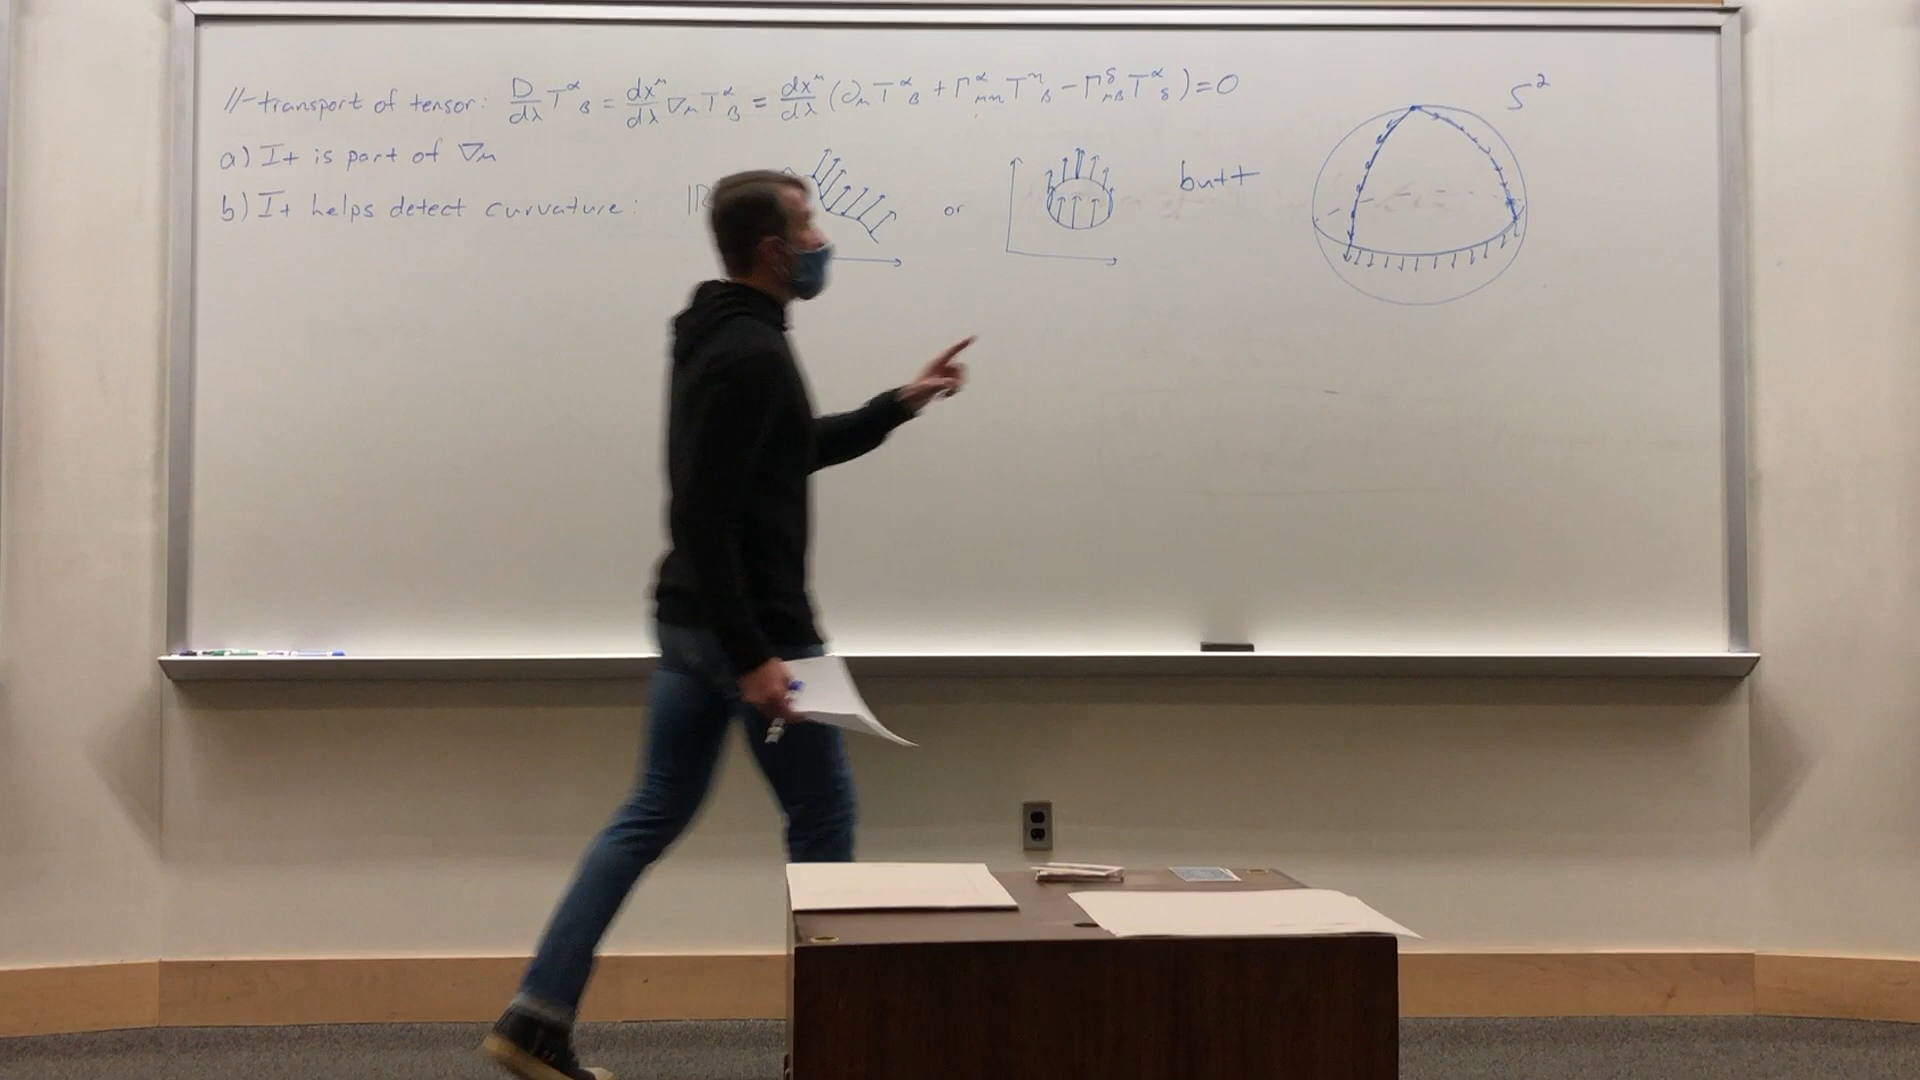 //-transport of tensor: D/dλ T^α_β = dx^μ/dλ ∇_μ T^α_β = dx^μ/dλ (∂_μ T^α_β + Γ^α_μη T^η_β - Γ^δ_μβ T^α_δ) = 0
a) It is part of ∇_μ
b) It helps detect curvature: or butt S²